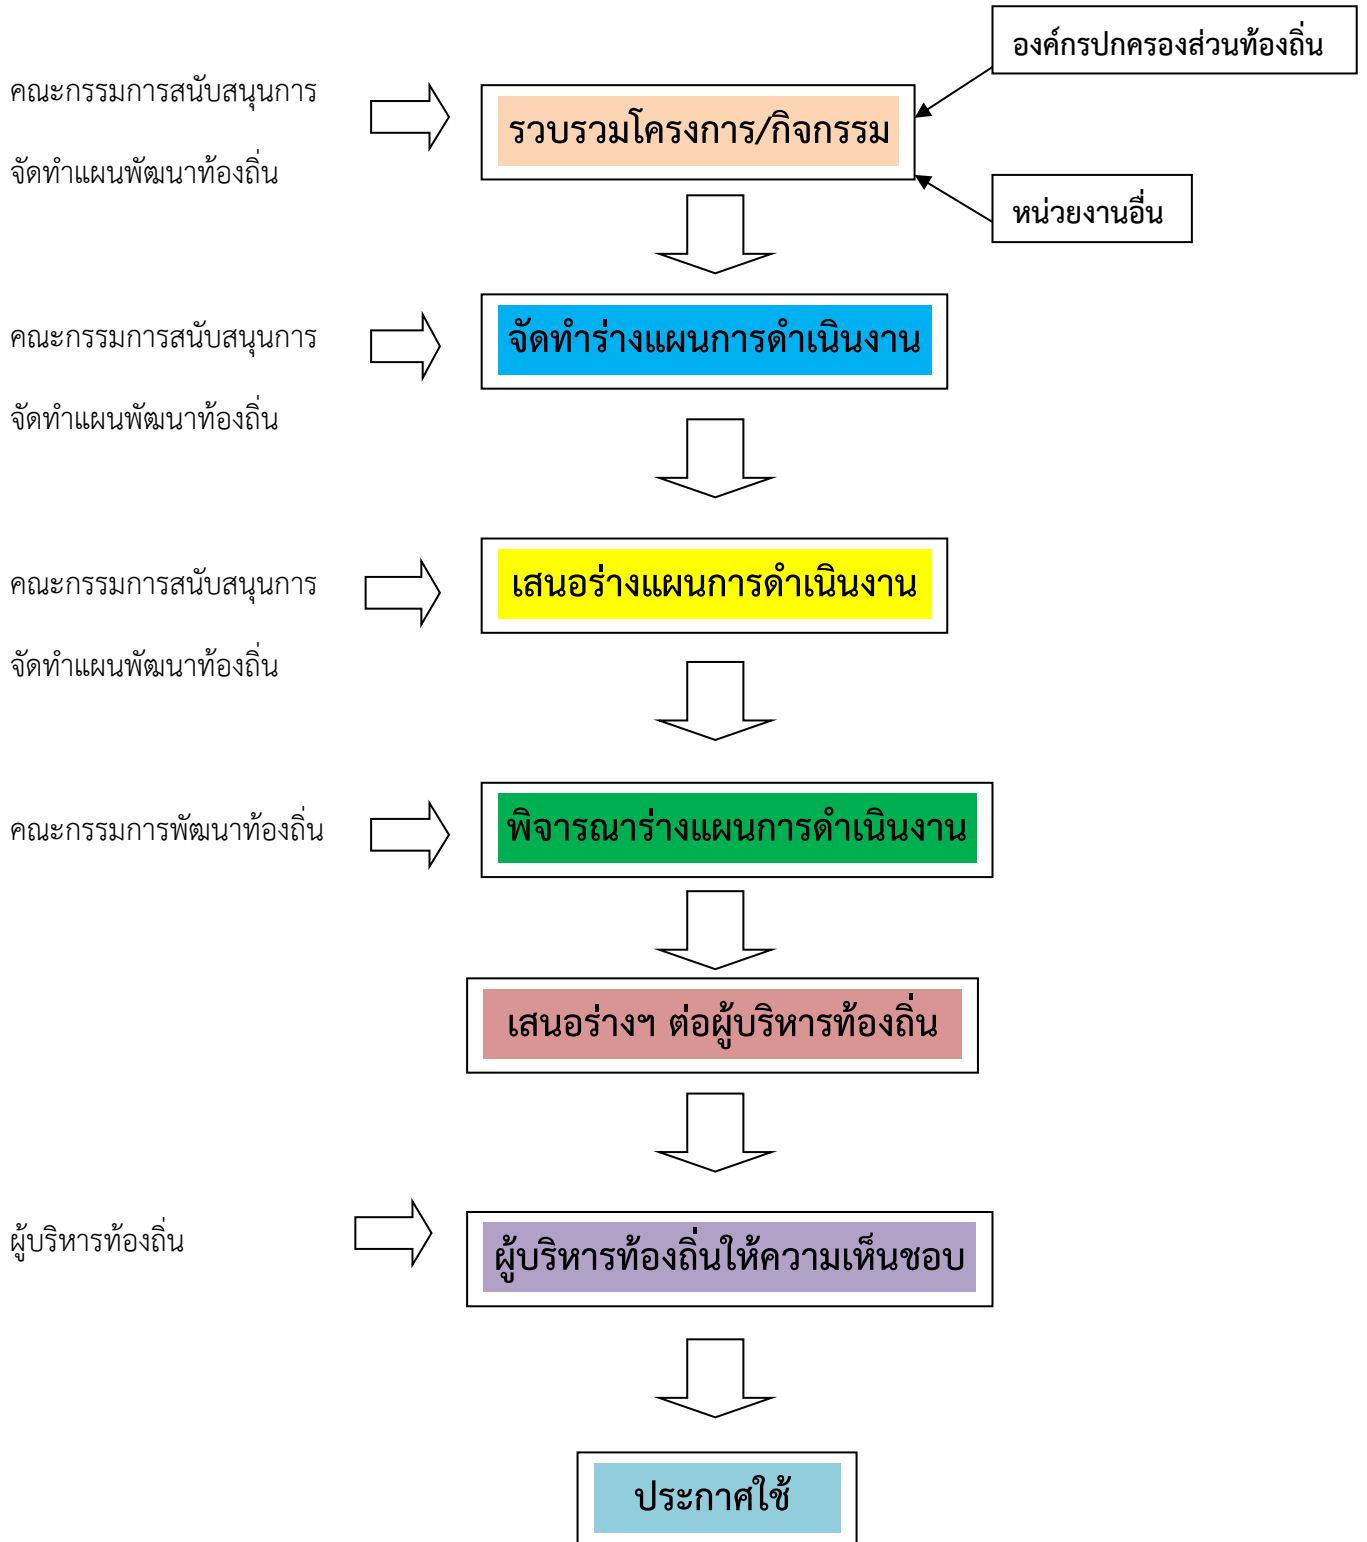 องค์กรปกครองส่วนท้องถิ่น
คณะกรรมการสนับสนุนการ
จัดทำแผนพัฒนาท้องถิ่น
รวบรวมโครงการ/กิจกรรม
หน่วยงานอื่น
คณะกรรมการสนับสนุนการ
จัดทำแผนพัฒนาท้องถิ่น
จัดทำร่างแผนการดำเนินงาน
คณะกรรมการสนับสนุนการ
จัดทำแผนพัฒนาท้องถิ่น
เสนอร่างแผนการดำเนินงาน
คณะกรรมการพัฒนาท้องถิ่น
พิจารณาร่างแผนการดำเนินงาน
เสนอร่างฯ ต่อผู้บริหารท้องถิ่น
ผู้บริหารท้องถิ่น
ผู้บริหารท้องถิ่นให้ความเห็นชอบ
ประกาศใช้